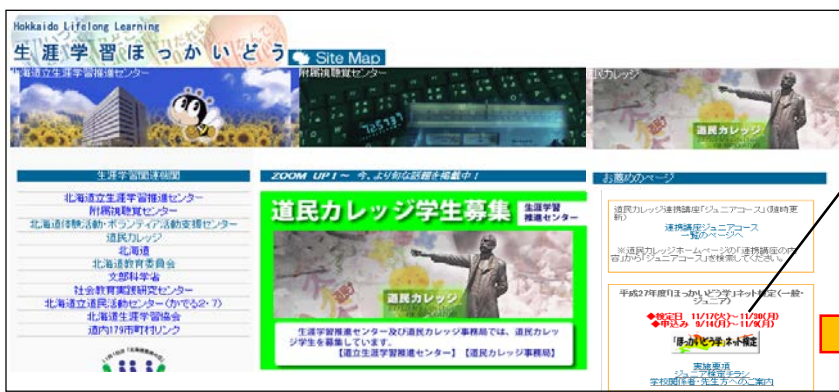 Hokkaido Lifelong Learning
生涯学習ほっかいどう
Site Map
北海道立生涯学習推進センター
附属視聴覚センター
道民カレッジ
道民カレッジ
生涯学習関連機関
北海道立生涯学習推進センター
附属視聴覚センター
北海道体験活動・ボランティア活動支援センター
道民カレッジ
北海道
北海道教育委員会
文部科学省
社会教育実践研究センター
北海道立道民活動センター(かでる2・7)
北海道生涯学習協会
道内179市町村リンク
ZOOM UP!~ 今、より旬な話題を掲載中!
道民カレッジ学生募集
生涯学習
推進センター
道民カレッジ
生涯学習推進センター及び道民カレッジ事務局では、道民カレッ
ジ学生を募集しています。
【道立生涯学習推進センター】【道民カレッジ事務局】
お薦めのページ
道民カレッジ連携講座「ジュニアコース」(随時更
新)
連携講座ジュニアコース
一覧のページへ
※道民カレッジホームページの「連携講座の内
容」から「ジュニアコース」を検索してください。
平成27年度「ほっかいどう学」ネット検定(一般・
ジュニア)
◆検定日 11/17(火)~11/30(月)
◆申込み 9/14(月)~11/9(月)
「ほっかいどう学」ネット検定
実施要項
ジュニア検定チラシ
学校関係者・先生方へのご案内